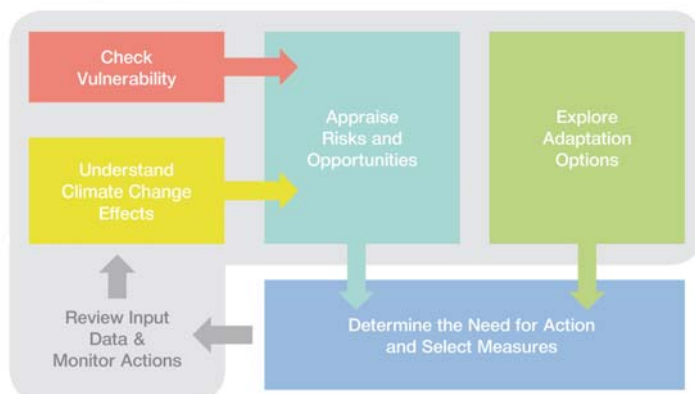 Check
Vulnerability
Understand
Climate Change
Effects
Appraise
Risks and
Opportunities
Explore
Adaptation
Options
Determine the Need for Action
and Select Measures
Review Input
Data &
Monitor Actions